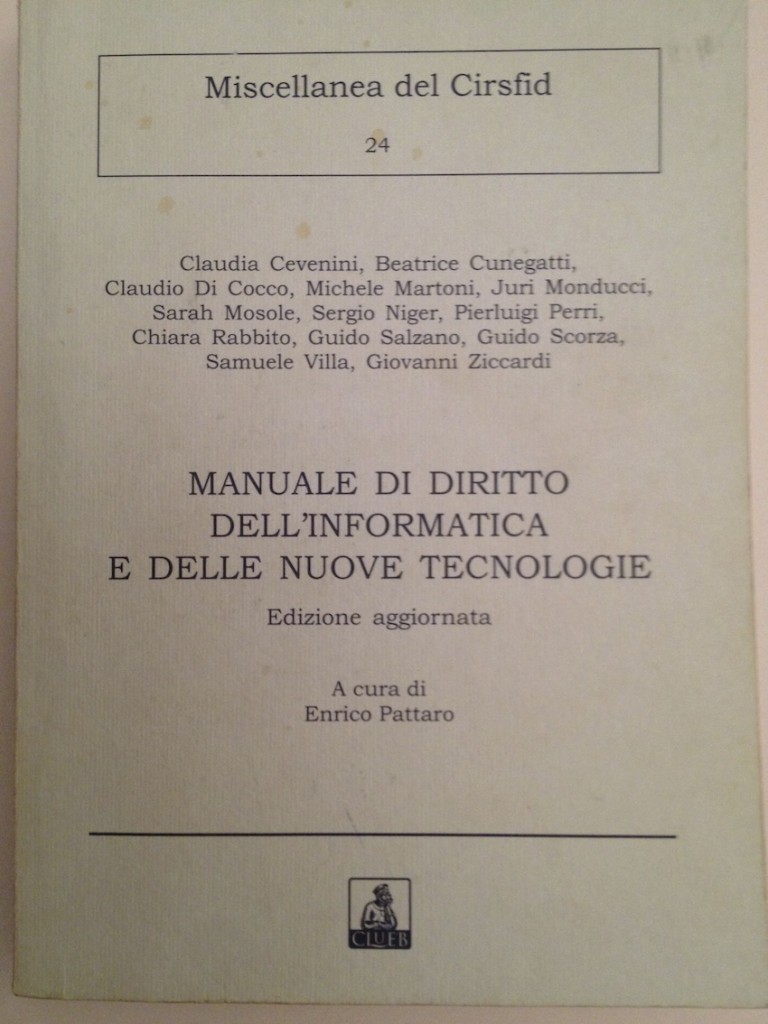 Miscellanea del Cirsfid
24
Claudia Cevenini, Beatrice Cunegatti,
Claudio Di Cocco, Michele Martoni, Juri Monducci,
Sarah Mosole, Sergio Niger, Pierluigi Perri,
Chiara Rabbito, Guido Salzano, Guido Scorza,
Samuele Villa, Giovanni Ziccardi
MANUALE DI DIRITTO
DELL'INFORMATICA
E DELLE NUOVE TECNOLOGIE
Edizione aggiornata
A cura di
Enrico Pattaro
CLUEB